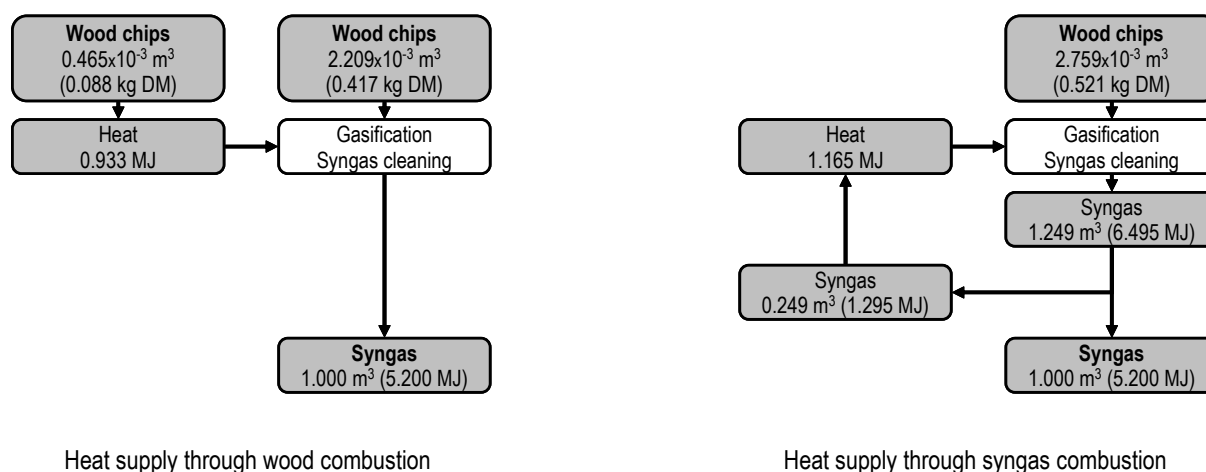 Wood chips
0.465x10⁻³ m³
(0.088 kg DM)
Wood chips
2.209x10⁻³ m³
(0.417 kg DM)
Heat
0.933 MJ
Gasification
Syngas cleaning
Syngas
1.000 m³ (5.200 MJ)
Heat supply through wood combustion
Wood chips
2.759x10⁻³ m³
(0.521 kg DM)
Heat
1.165 MJ
Gasification
Syngas cleaning
Syngas
1.249 m³ (6.495 MJ)
Syngas
0.249 m³ (1.295 MJ)
Syngas
1.000 m³ (5.200 MJ)
Heat supply through syngas combustion